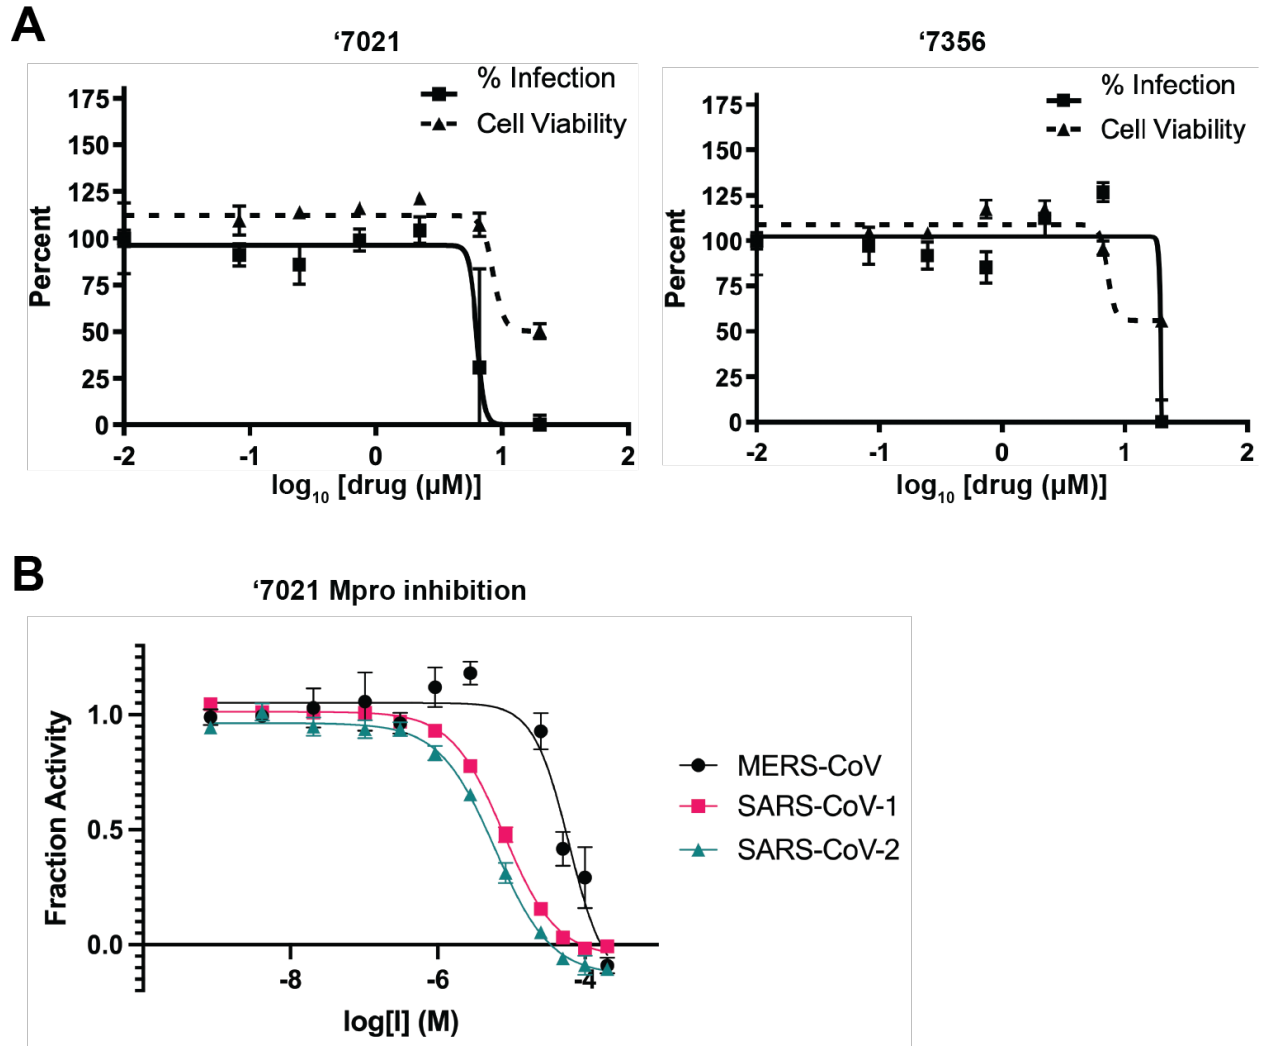 A
‘7021
‘7356
% Infection
Cell Viability
175
150
125
100
75
50
25
0
Percent
-2
-1
0
1
2
log10 [drug (µM)]
% Infection
Cell Viability
175
150
125
100
75
50
25
0
Percent
-2
-1
0
1
2
log10 [drug (µM)]
B
‘7021 Mpro inhibition
1.0
0.5
0.0
Fraction Activity
-8
-6
-4
log[I] (M)
MERS-CoV
SARS-CoV-1
SARS-CoV-2